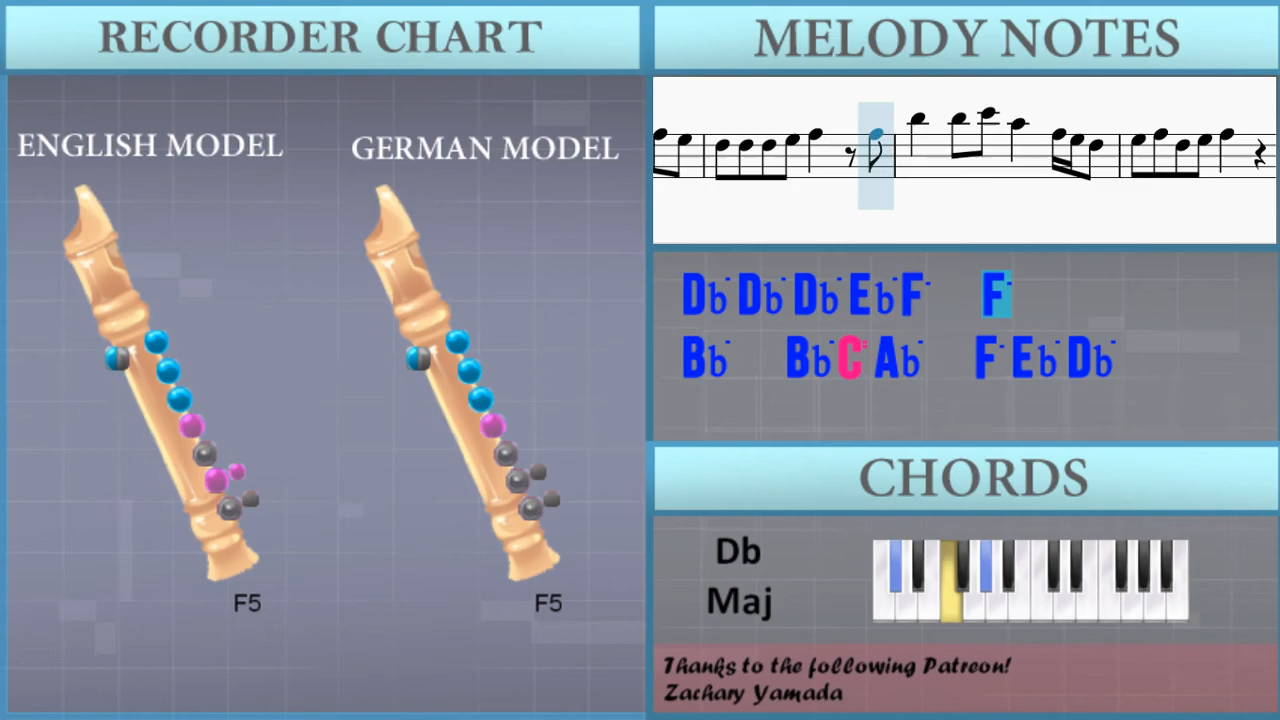 RECORDER CHART
MELODY NOTES
ENGLISH MODEL
GERMAN MODEL
F5
F5
Db˙ Db˙ Db˙ Eb˙ F˙ F˙
Bb˙ Bb˙ C¨ Ab˙ F˙ Eb˙ Db˙
CHORDS
Db
Maj
Thanks to the following Patreon!
Zachary Yamada